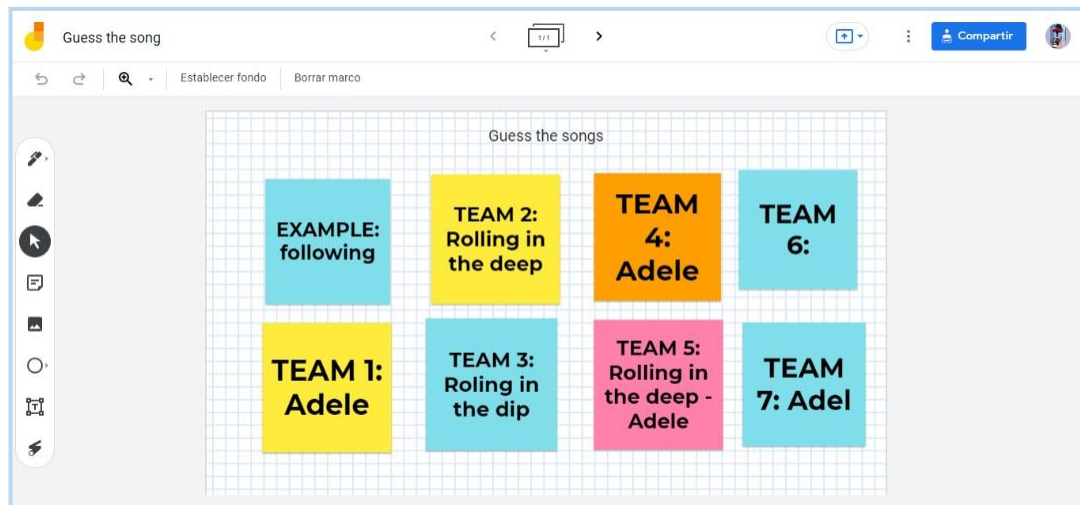 Guess the song
1/1
Compartir
Establecer fondo
Borrar marco
Guess the songs
EXAMPLE:
following
TEAM 2:
Rolling in
the deep
TEAM
4:
Adele
TEAM
6:
TEAM 1:
Adele
TEAM 3:
Roling in
the dip
TEAM 5:
Rolling in
the deep -
Adele
TEAM
7: Adel